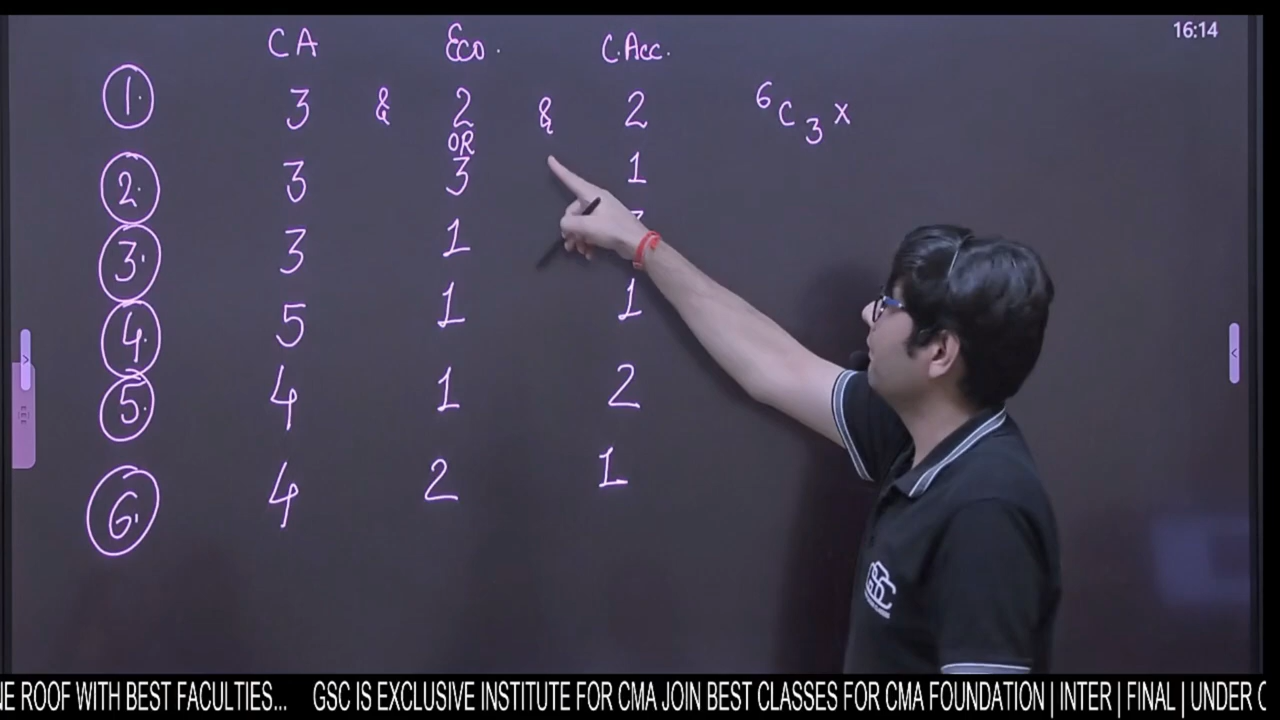 16:14
CA Eco. C.Acc.
1. 3 & 2 & 2 ⁶C₃ x
OR
2. 3 3 1
3. 3 1
4. 5 1 1
5. 4 1 2
6. 4 2 1
GSC
NE ROOF WITH BEST FACULTIES... GSC IS EXCLUSIVE INSTITUTE FOR CMA JOIN BEST CLASSES FOR CMA FOUNDATION | INTER | FINAL | UNDER